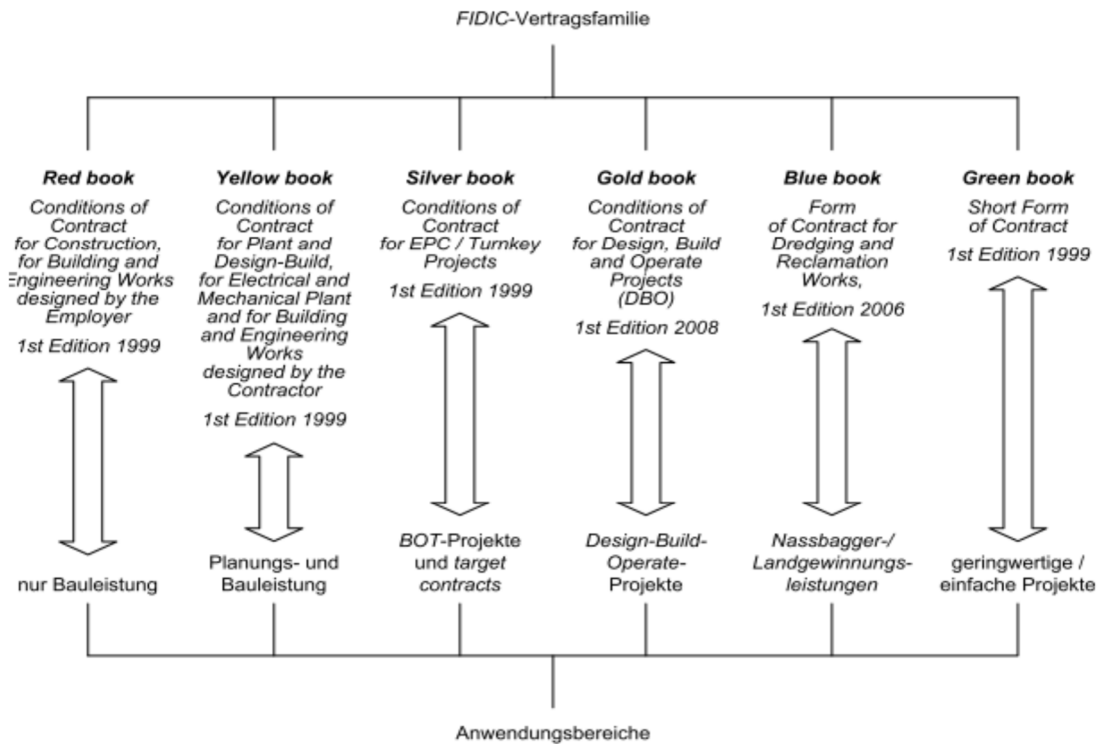 FIDIC-Vertragsfamilie
Red book
Conditions of
Contract
for Construction,
for Building and
Engineering Works
designed by the
Employer
1st Edition 1999
Yellow book
Conditions of
Contract
for Plant and
Design-Build,
for Electrical and
Mechanical Plant
and for Building
and Engineering
Works
designed by the
Contractor
1st Edition 1999
Silver book
Conditions of
Contract
for EPC / Turnkey
Projects
1st Edition 1999
Gold book
Conditions of
Contract
for Design, Build
and Operate
Projects
(DBO)
1st Edition 2008
Blue book
Form
of Contract for
Dredging and
Reclamation
Works,
1st Edition 2006
Green book
Short Form
of Contract
1st Edition 1999
nur Bauleistung
Planungs- und
Bauleistung
BOT-Projekte
und target
contracts
Design-Build-
Operate-
Projekte
Nassbagger-/
Landgewinnungs-
leistungen
geringwertige /
einfache Projekte
Anwendungsbereiche